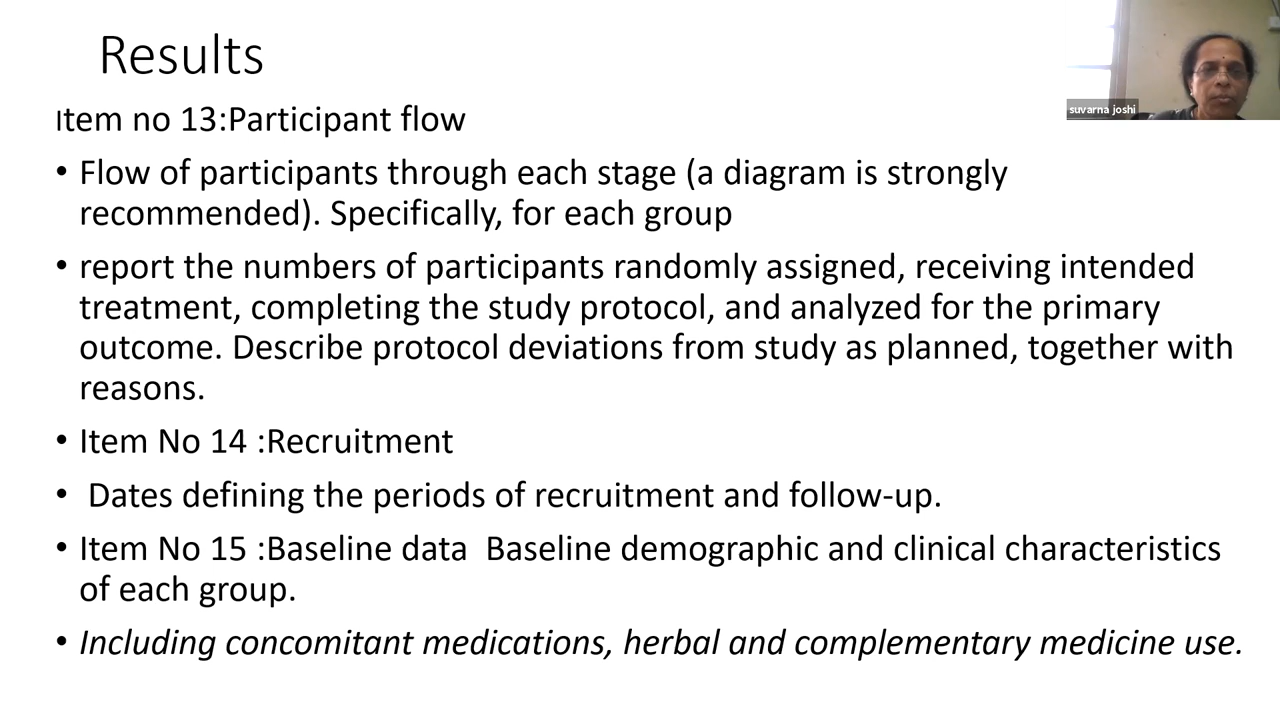 Results
suvarna joshi
Item no 13:Participant flow
• Flow of participants through each stage (a diagram is strongly
recommended). Specifically, for each group
• report the numbers of participants randomly assigned, receiving intended
treatment, completing the study protocol, and analyzed for the primary
outcome. Describe protocol deviations from study as planned, together with
reasons.
• Item No 14 :Recruitment
• Dates defining the periods of recruitment and follow-up.
• Item No 15 :Baseline data  Baseline demographic and clinical characteristics
of each group.
• Including concomitant medications, herbal and complementary medicine use.